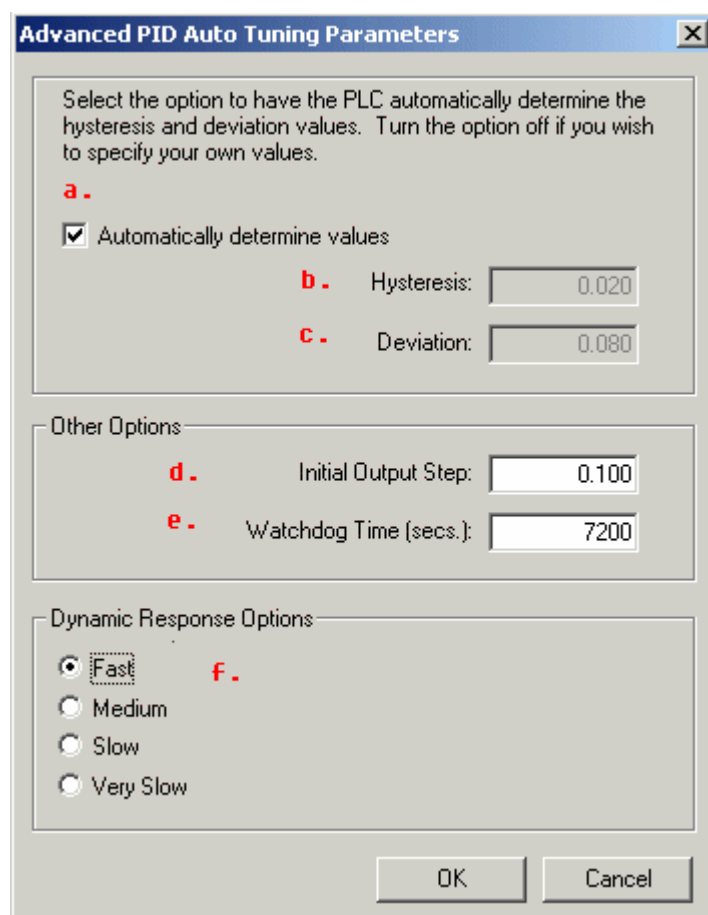 Advanced PID Auto Tuning Parameters
Select the option to have the PLC automatically determine the
hysteresis and deviation values. Turn the option off if you wish
to specify your own values.
a.
Automatically determine values
b. Hysteresis: 0.020
c. Deviation: 0.080
Other Options
d. Initial Output Step: 0.100
e. Watchdog Time (secs.): 7200
Dynamic Response Options
Fast f.
Medium
Slow
Very Slow
OK Cancel